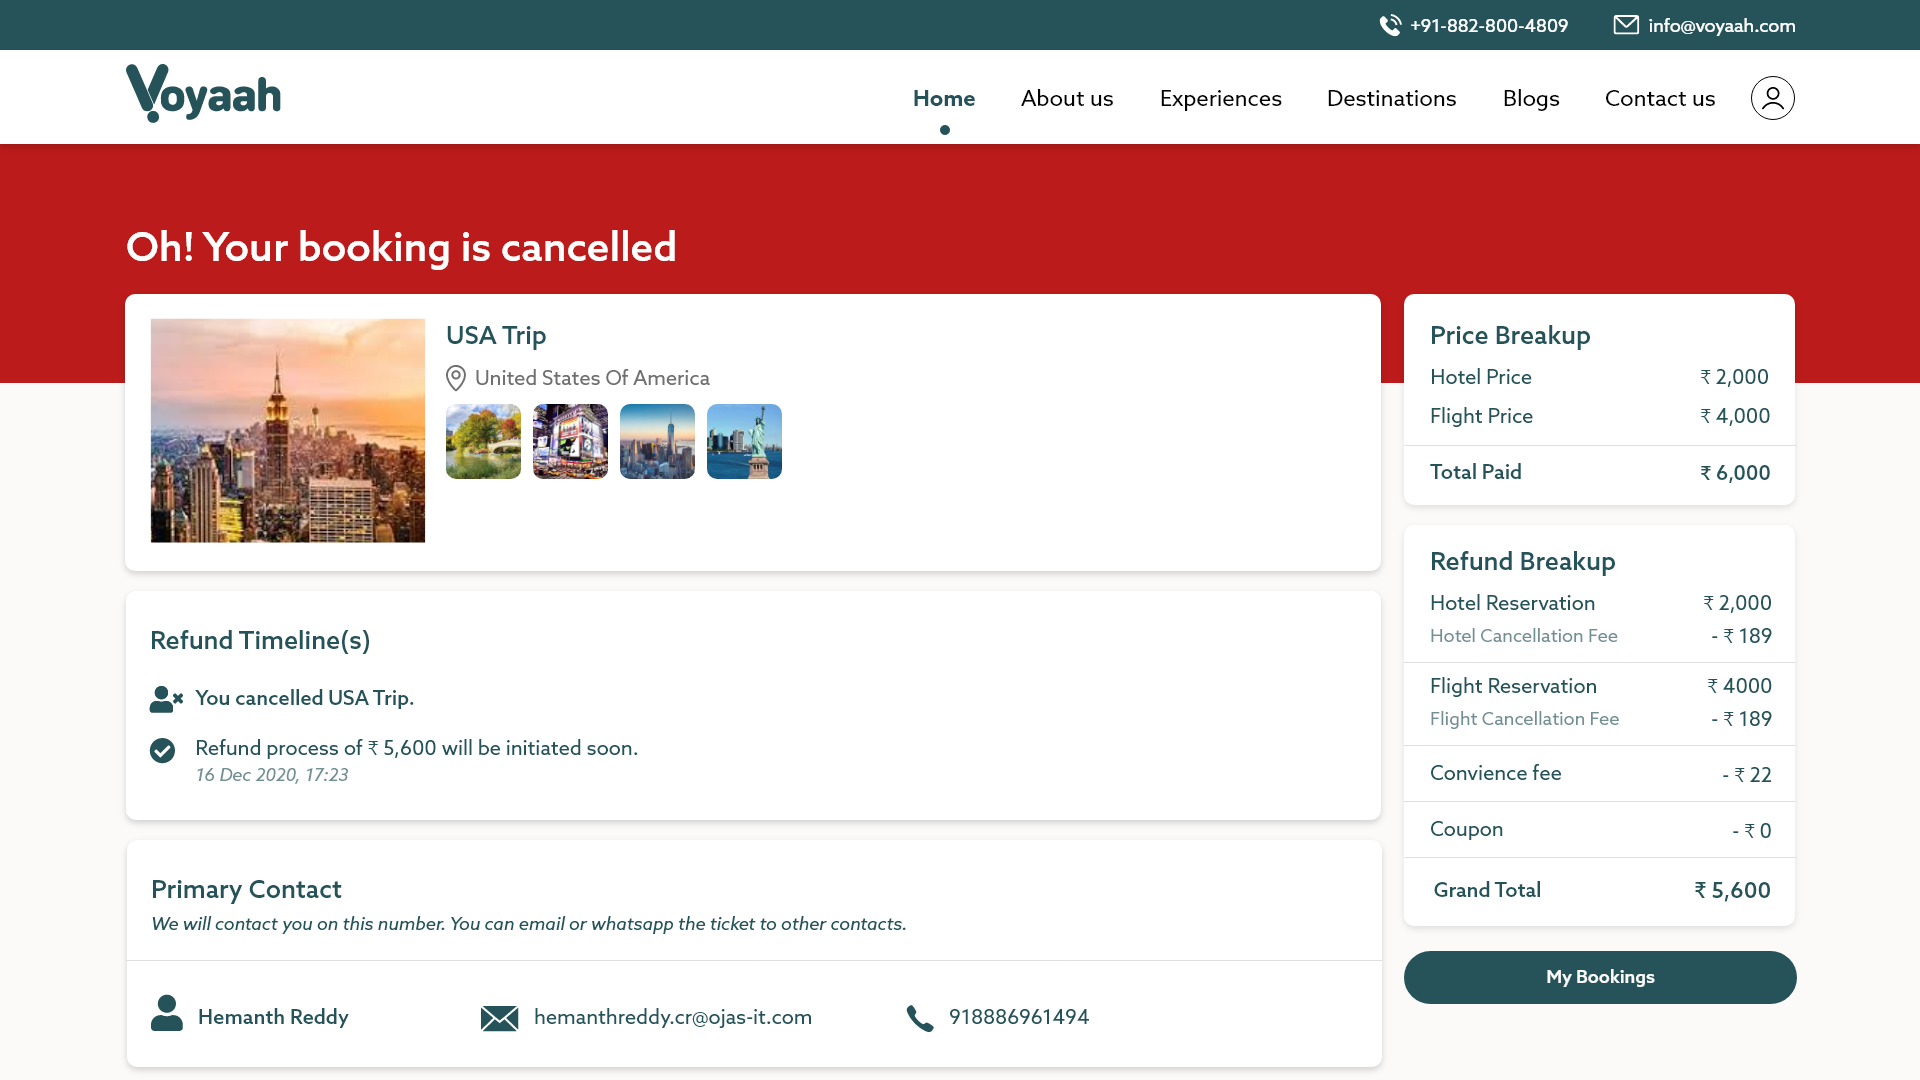 +91-882-800-4809 info@voyaah.com
Voyaah
Home About us Experiences Destinations Blogs Contact us
Oh! Your booking is cancelled
USA Trip
United States Of America
Price Breakup
Hotel Price ₹ 2,000
Flight Price ₹ 4,000
Total Paid ₹ 6,000
Refund Timeline(s)
You cancelled USA Trip.
Refund process of ₹ 5,600 will be initiated soon.
16 Dec 2020, 17:23
Refund Breakup
Hotel Reservation ₹ 2,000
Hotel Cancellation Fee - ₹ 189
Flight Reservation ₹ 4000
Flight Cancellation Fee - ₹ 189
Convience fee - ₹ 22
Coupon - ₹ 0
Grand Total ₹ 5,600
My Bookings
Primary Contact
We will contact you on this number. You can email or whatsapp the ticket to other contacts.
Hemanth Reddy hemanthreddy.cr@ojas-it.com 918886961494